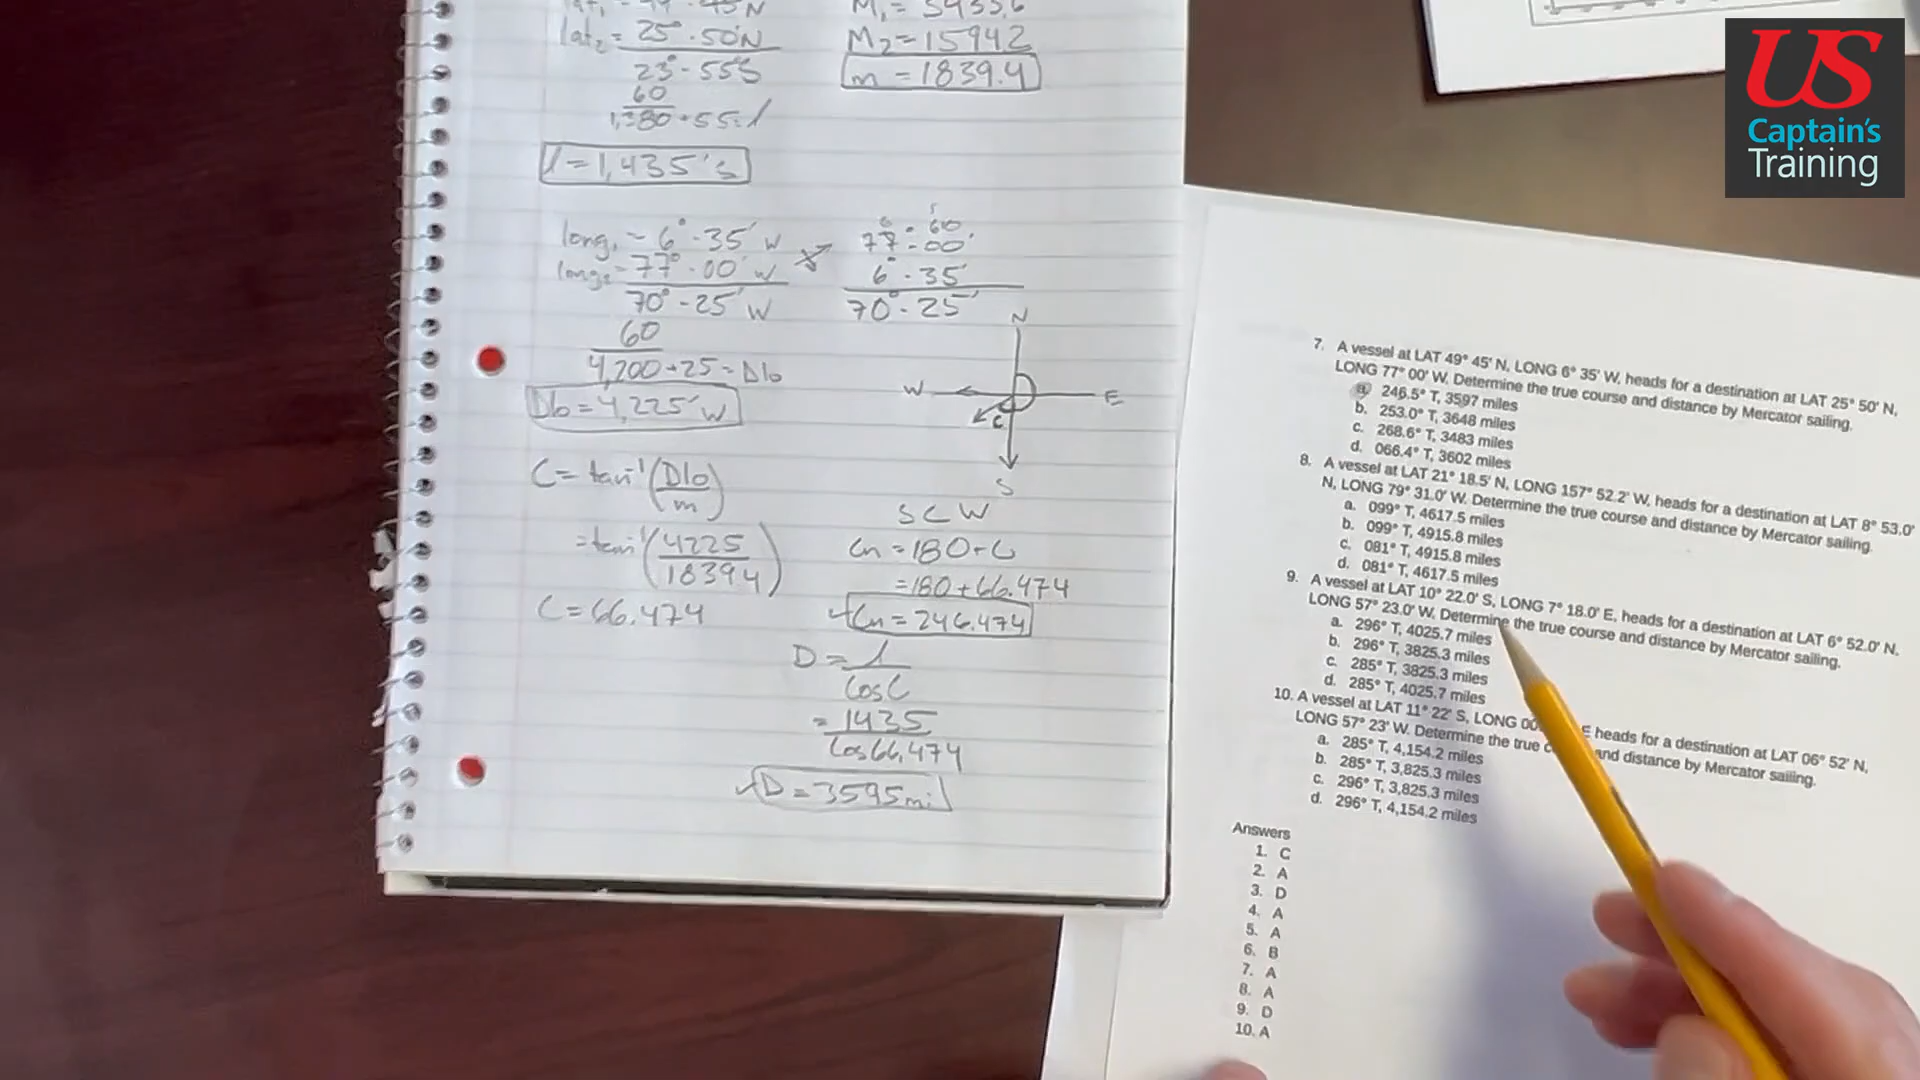 lat₂ = 25° · 50'N
23° - 55'S
60
1,380 + 55 = l
l = 1,435's
M₂ = 1594.2
m = 1839.4
long₁ - 6° · 35' W
long₂ - 77° · 00' W
70° - 25' W
60
4,200 + 25 = Dlo
Dlo = 4,225' W
77° · 00'
6° · 35'
70° · 25'
N
W
E
C
S
C = tan⁻¹ (Dlo/m)
= tan⁻¹ (4225/1839.4)
C = 66.474
S C W
Cn = 180 + C
= 180 + 66.474
Cn = 246.474
D = l/cos C
= 1435/cos 66.474
D = 3595 mi
US
Captain's
Training
7. A vessel at LAT 49° 45' N, LONG 6° 35' W, heads for a destination at LAT 25° 50' N,
LONG 77° 00' W, Determine the true course and distance by Mercator sailing.
a. 246.5° T, 3597 miles
b. 253.0° T, 3648 miles
c. 268.6° T, 3483 miles
d. 066.4° T, 3602 miles
8. A vessel at LAT 21° 18.5' N, LONG 157° 52.2' W, heads for a destination at LAT 8° 53.0'
N, LONG 79° 31.0' W. Determine the true course and distance by Mercator sailing.
a. 099° T, 4617.5 miles
b. 099° T, 4915.8 miles
c. 081° T, 4915.8 miles
d. 081° T, 4617.5 miles
9. A vessel at LAT 10° 22.0' S, LONG 7° 18.0' E, heads for a destination at LAT 6° 52.0' N.
LONG 57° 23.0' W, Determine the true course and distance by Mercator sailing.
a. 296° T, 4025.7 miles
b. 296° T, 3825.3 miles
c. 285° T, 3825.3 miles
d. 285° T, 4025.7 miles
10. A vessel at LAT 11° 22' S, LONG 00 E heads for a destination at LAT 06° 52' N,
LONG 57° 23' W. Determine the true and distance by Mercator sailing.
a. 285° T, 4,154.2 miles
b. 285° T, 3,825.3 miles
c. 296° T, 3,825.3 miles
d. 296° T, 4,154.2 miles
Answers
1. C
2. A
3. D
4. A
5. A
6. B
7. A
8. A
9. D
10. A